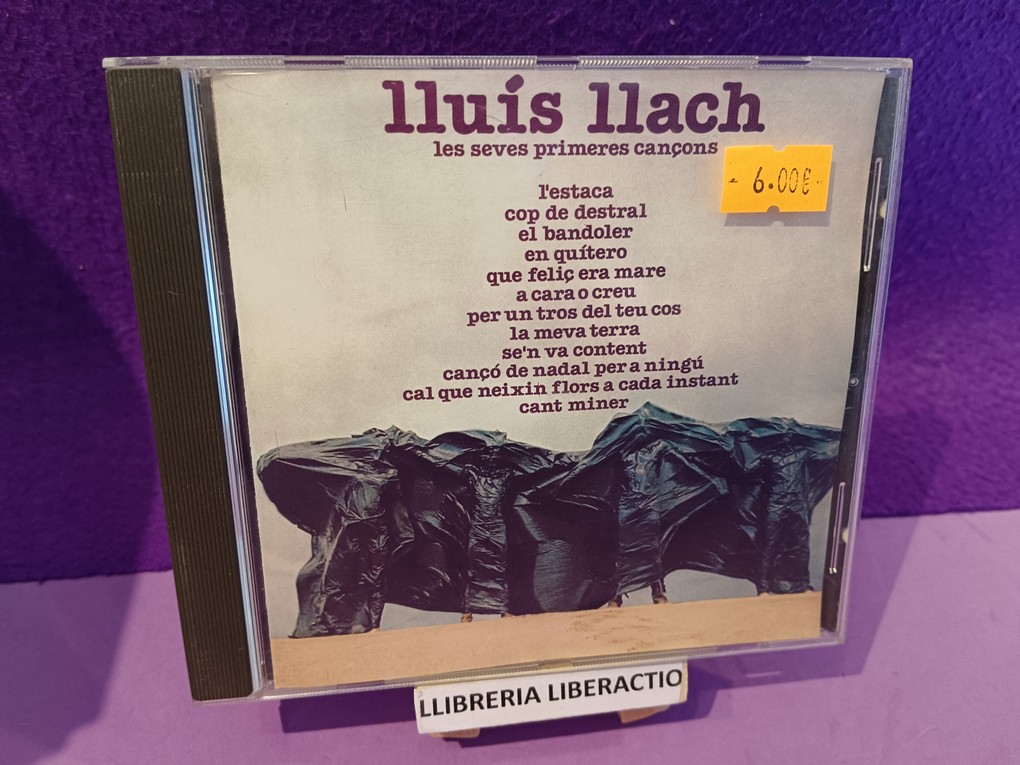 lluís llach
les seves primeres cançons
6.00€
l'estaca
cop de destral
el bandoler
en quítero
que feliç era mare
a cara o creu
per un tros del teu cos
la meva terra
se'n va content
cançó de nadal per a ningú
cal que neixin flors a cada instant
cant miner
LLIBRERIA LIBERACTIO